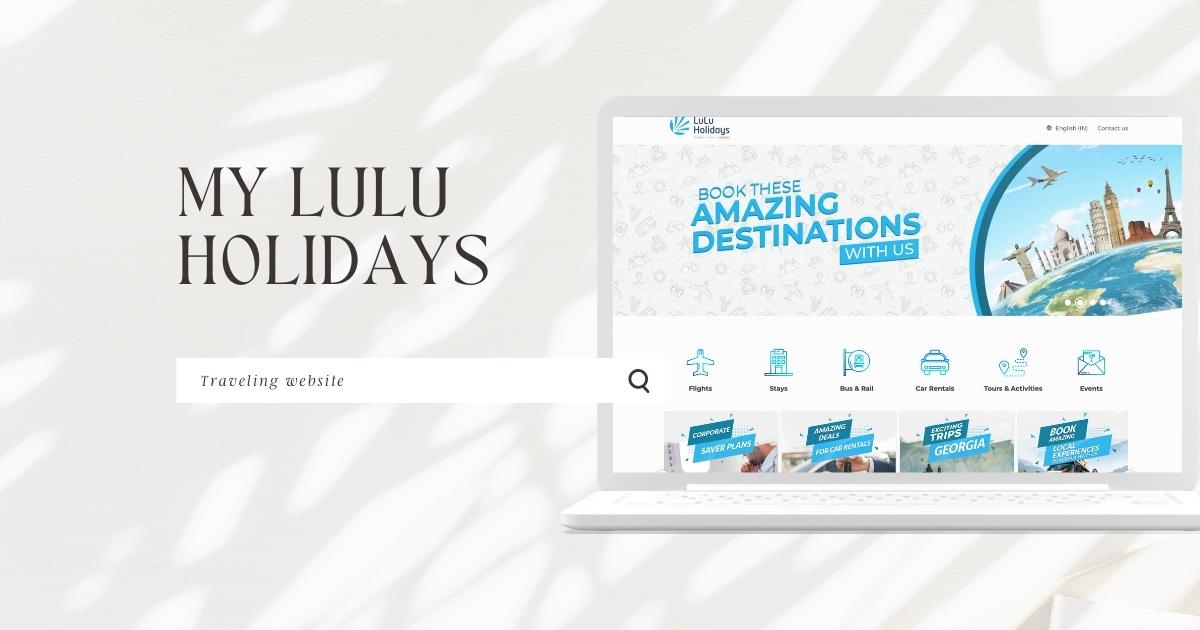 MY LULU
HOLIDAYS
Traveling website
LuLu
Holidays
English (IN)
Contact us
BOOK THESE
AMAZING
DESTINATIONS
WITH US
Flights
Stays
Bus & Rail
Car Rentals
Tours & Activities
Events
CORPORATE
SAVER PLANS
AMAZING
DEALS
FOR CAR RENTALS
EXCITING
TRIPS
GEORGIA
BOOK
AMAZING
LOCAL
EXPERIENCES